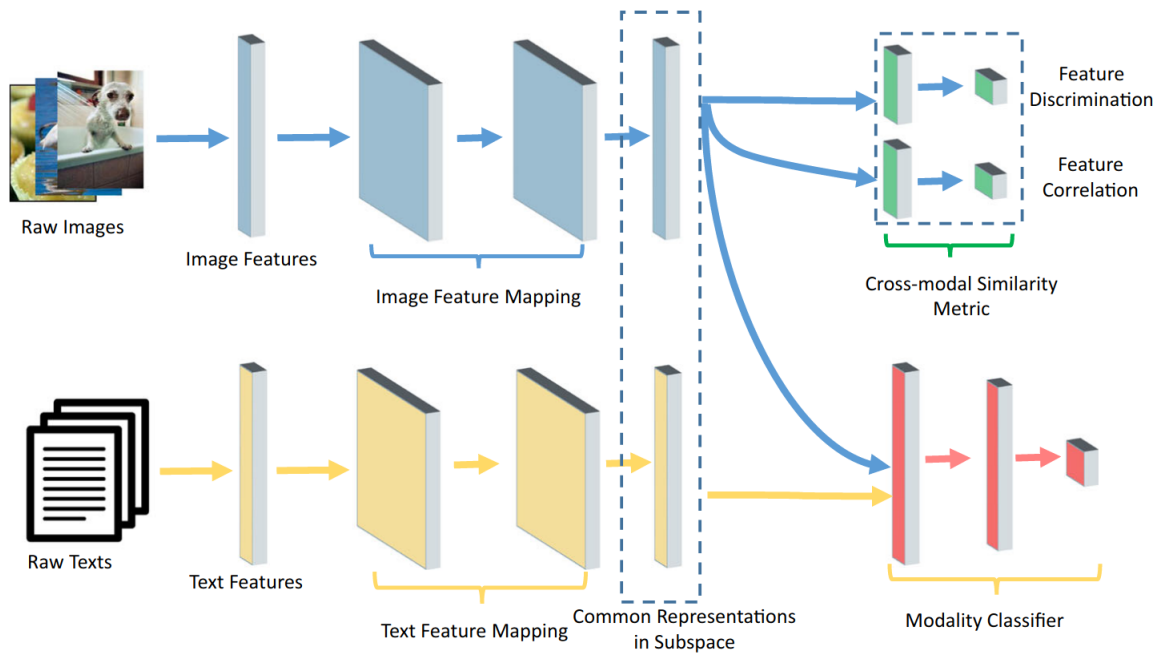 Feature
Discrimination
Feature
Correlation
Raw Images
Image Features
Image Feature Mapping
Cross-modal Similarity
Metric
Raw Texts
Text Features
Text Feature Mapping
Common Representations
in Subspace
Modality Classifier